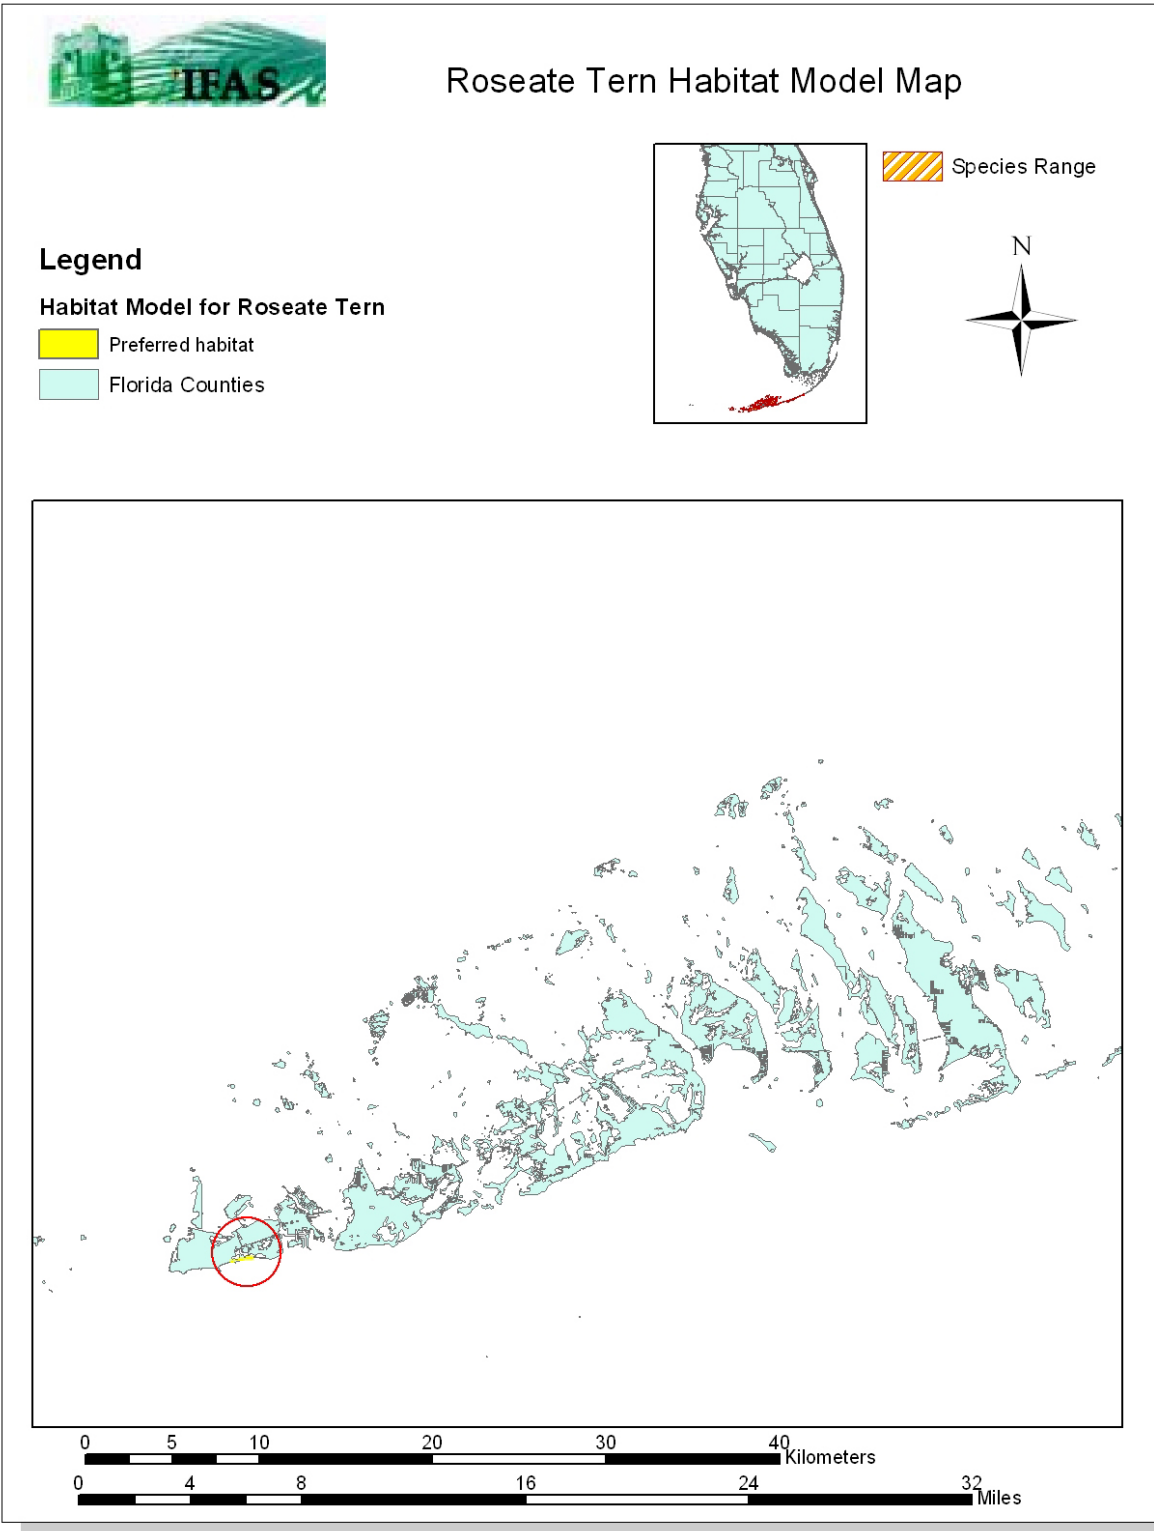 IFAS
Roseate Tern Habitat Model Map
Species Range
N
Legend
Habitat Model for Roseate Tern
Preferred habitat
Florida Counties
0 5 10 20 30 40
Kilometers
0 4 8 16 24 32
Miles